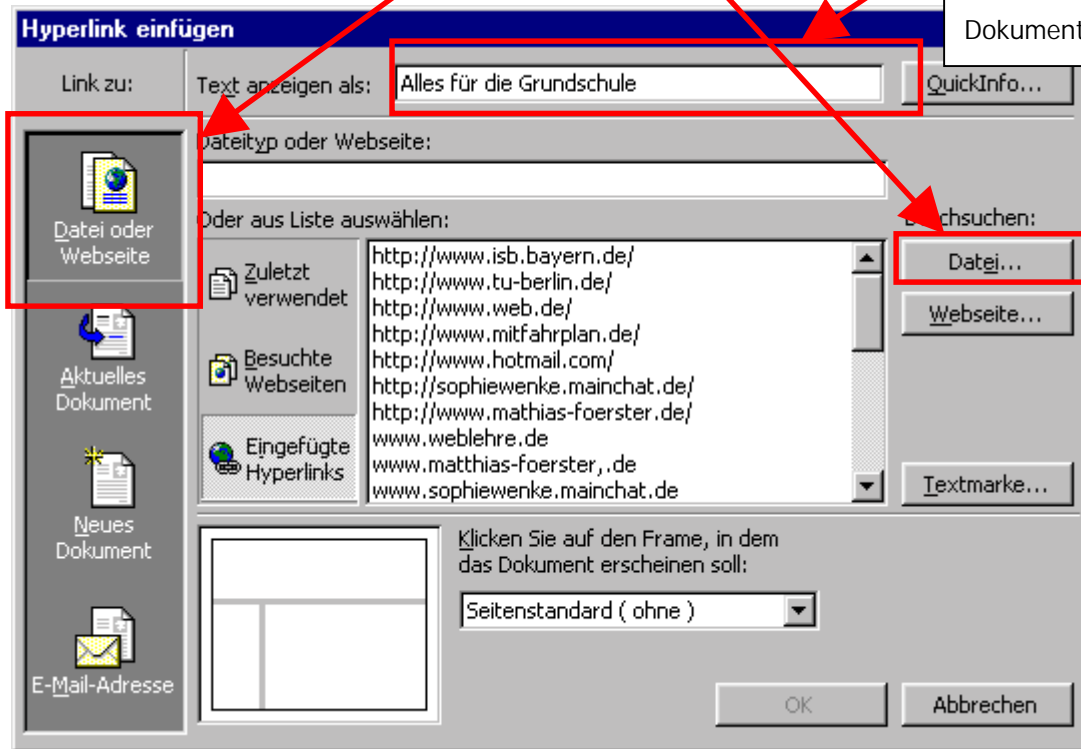 Dokument
Hyperlink einfügen
Link zu:
Text anzeigen als:
Alles für die Grundschule
QuickInfo...
Dateityp oder Webseite:
Datei oder
Webseite
Oder aus Liste auswählen:
Durchsuchen:
Zuletzt
verwendet
Besuchte
Webseiten
Eingefügte
Hyperlinks
http://www.isb.bayern.de/
http://www.tu-berlin.de/
http://www.web.de/
http://www.mitfahrplan.de/
http://www.hotmail.com/
http://sophiewenke.mainchat.de/
http://www.mathias-foerster.de/
www.weblehre.de
www.matthias-foerster,.de
www.sophiewenke.mainchat.de
Datei...
Webseite...
Textmarke...
Aktuelles
Dokument
Neues
Dokument
E-Mail-Adresse
Klicken Sie auf den Frame, in dem
das Dokument erscheinen soll:
Seitenstandard ( ohne )
OK
Abbrechen